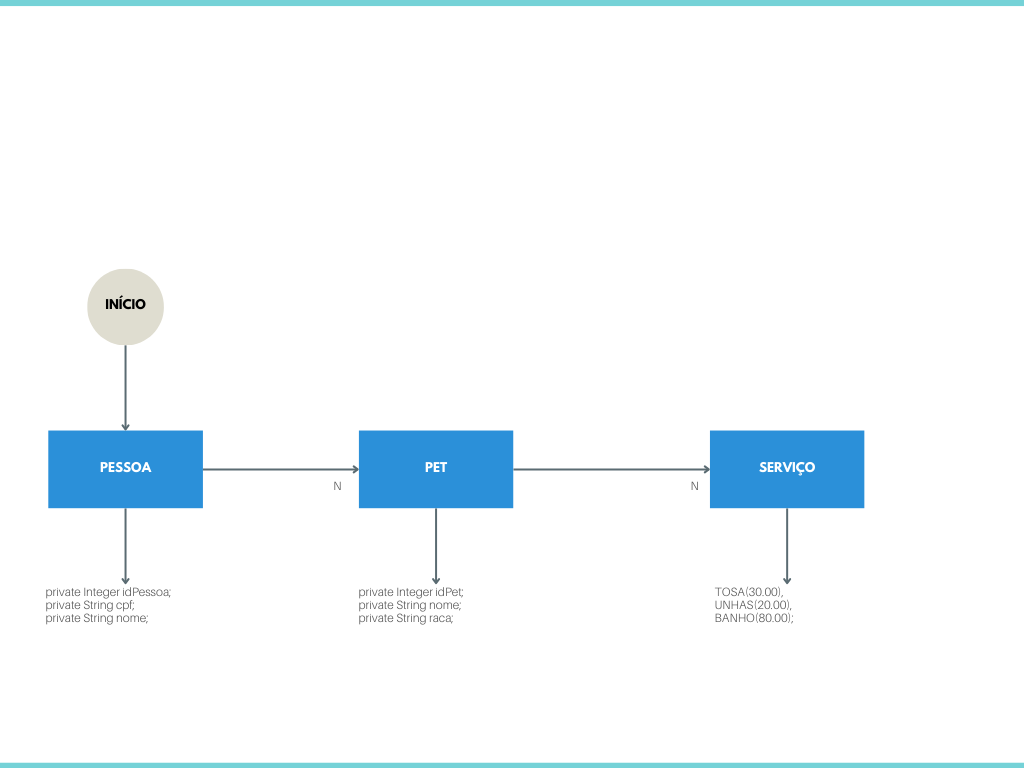 INÍCIO
PESSOA
PET
SERVIÇO
N
N
private Integer idPessoa;
private String cpf;
private String nome;
private Integer idPet;
private String nome;
private String raca;
TOSA(30.00),
UNHAS(20.00),
BANHO(80.00);